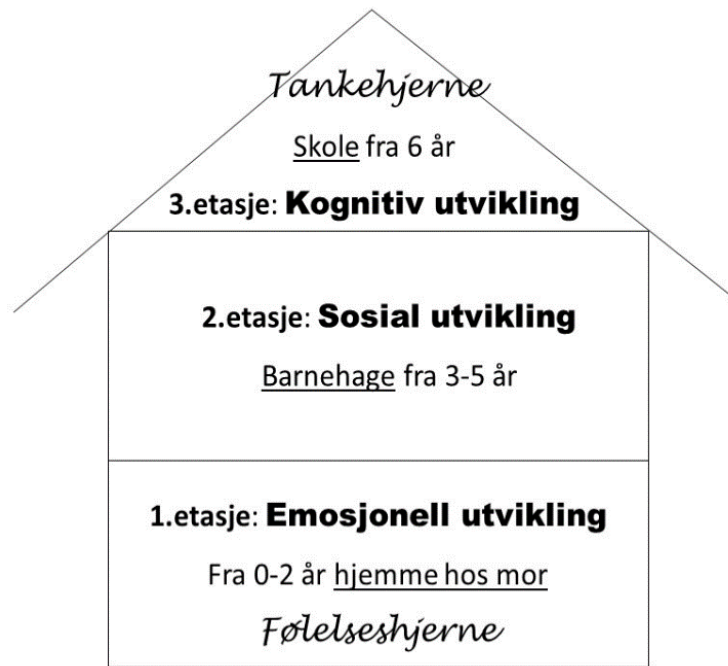 Tankehjerne
Skole fra 6 år
3.etasje: Kognitiv utvikling
2.etasje: Sosial utvikling
Barnehage fra 3-5 år
1.etasje: Emosjonell utvikling
Fra 0-2 år hjemme hos mor
Følelseshjerne